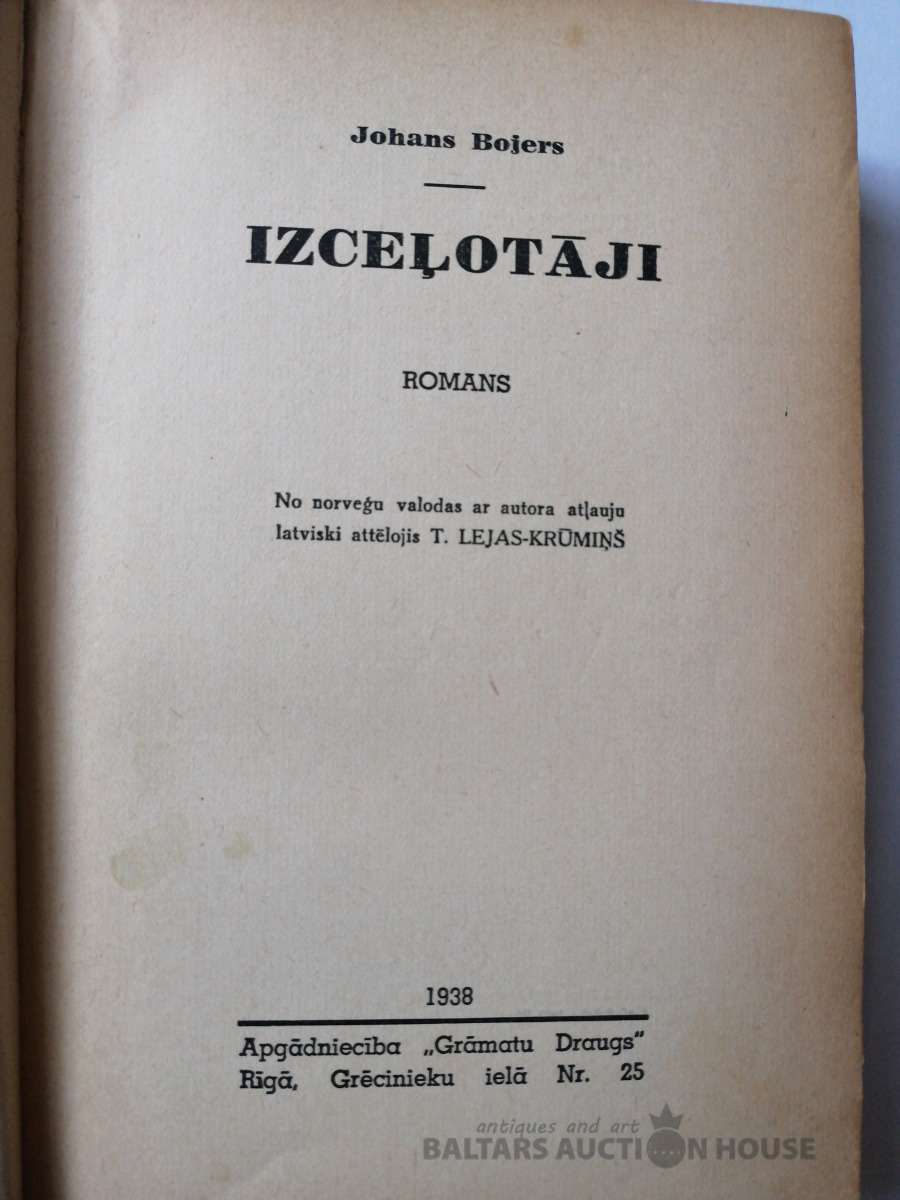 Johans Bojers
IZCEĻOTĀJI
ROMANS
No norveģu valodas ar autora atļauju
latviski attēlojis T. LEJAS-KRŪMIŅŠ
1938
Apgādniecība „Grāmatu Draugs"
Rīgā, Grēcinieku ielā Nr. 25
antiques and art
BALTARS AUCTION HOUSE